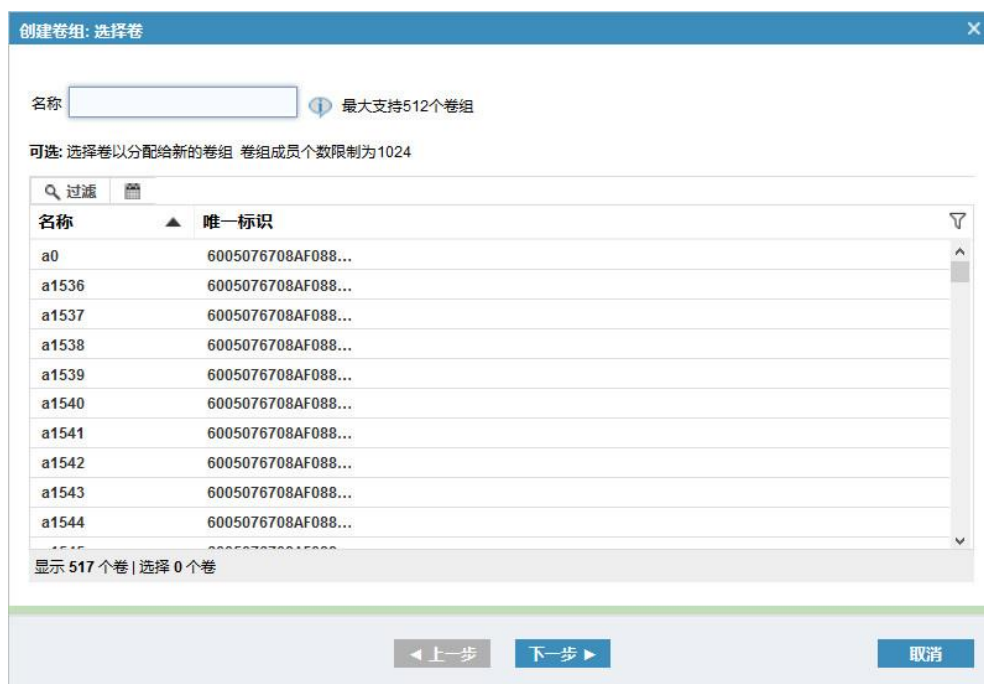 创建卷组: 选择卷
名称 最大支持512个卷组
可选: 选择卷以分配给新的卷组 卷组成员个数限制为1024
过滤
名称 唯一标识
a0 6005076708AF088...
a1536 6005076708AF088...
a1537 6005076708AF088...
a1538 6005076708AF088...
a1539 6005076708AF088...
a1540 6005076708AF088...
a1541 6005076708AF088...
a1542 6005076708AF088...
a1543 6005076708AF088...
a1544 6005076708AF088...
显示 517 个卷 | 选择 0 个卷
上一步 下一步 取消